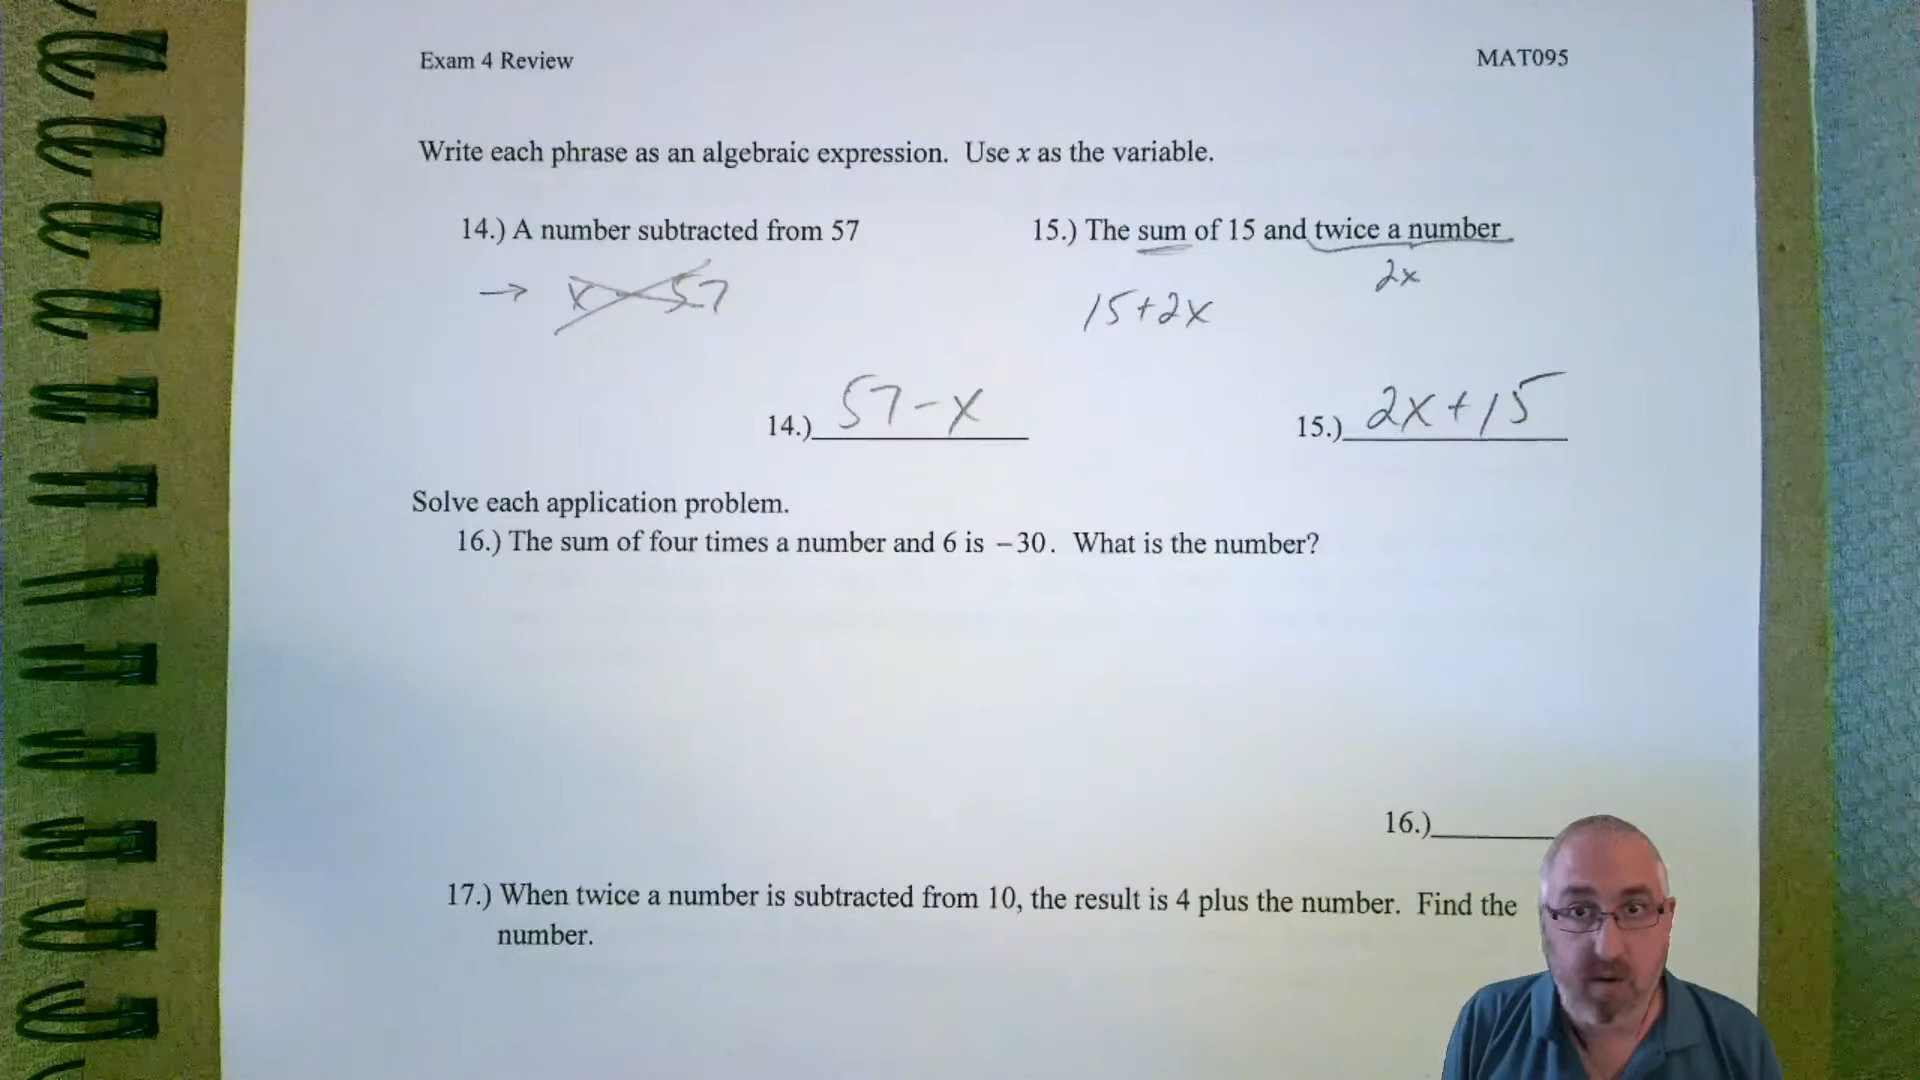 Exam 4 Review MAT095
Write each phrase as an algebraic expression. Use x as the variable.
14.) A number subtracted from 57 15.) The sum of 15 and twice a number
→ x - 57 15+2x 2x
14.) 57-x 15.) 2x+15
Solve each application problem.
16.) The sum of four times a number and 6 is −30. What is the number?
16.)
17.) When twice a number is subtracted from 10, the result is 4 plus the number. Find the
number.